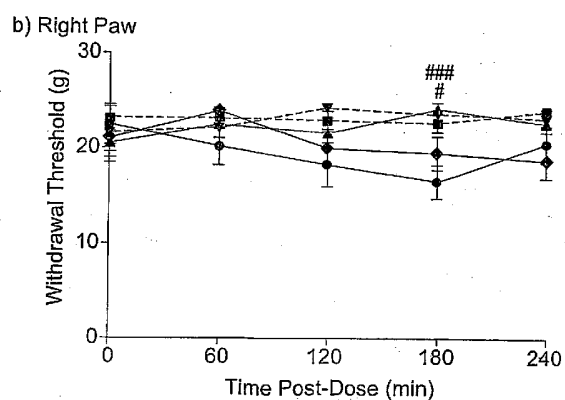 b) Right Paw
30
20
10
0
Withdrawal Threshold (g)
###
#
0 60 120 180 240
Time Post-Dose (min)